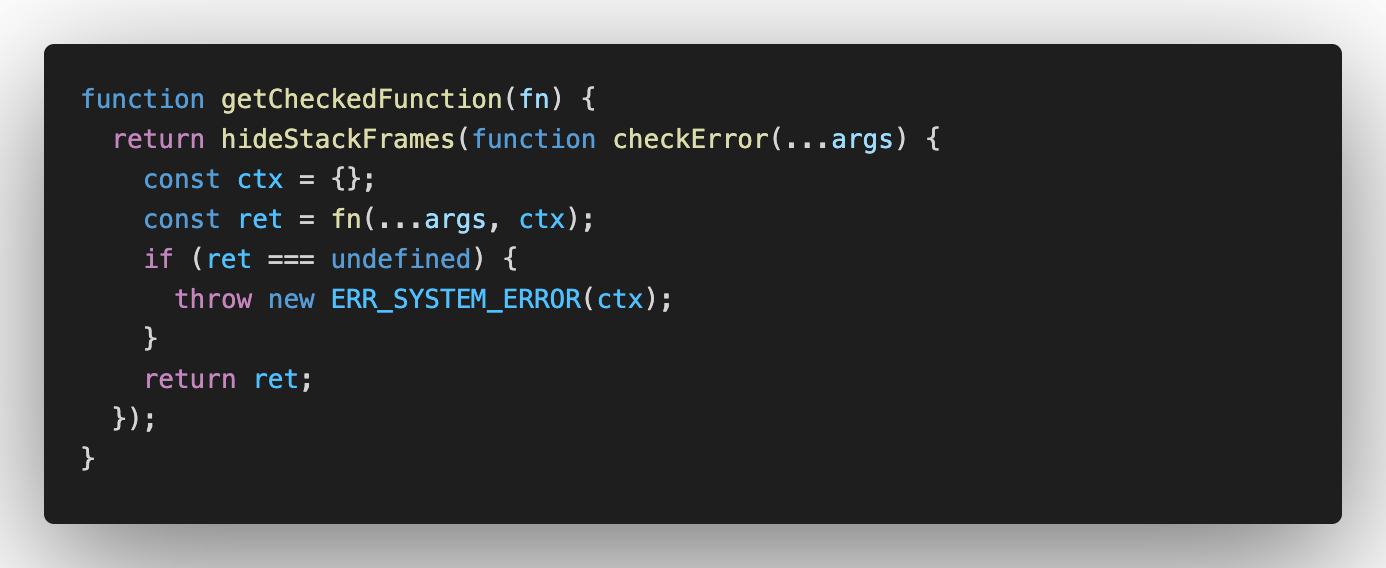 function getCheckedFunction(fn) {
  return hideStackFrames(function checkError(...args) {
    const ctx = {};
    const ret = fn(...args, ctx);
    if (ret === undefined) {
      throw new ERR_SYSTEM_ERROR(ctx);
    }
    return ret;
  });
}